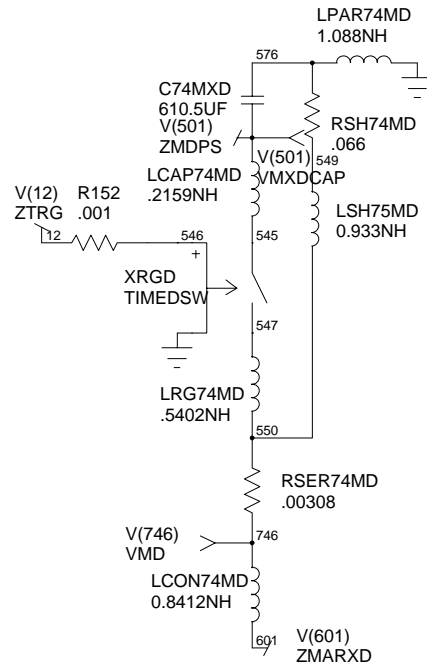 LPAR74MD
1.088NH
576
C74MXD
610.5UF
V(501)
ZMDPS
RSH74MD
.066
V(501)
VMXDCAP
549
LCAP74MD
.2159NH
V(12)
ZTRG
R152
.001
12
546
+
545
LSH75MD
0.933NH
XRGD
TIMEDSW
547
LRG74MD
.5402NH
550
RSER74MD
.00308
V(746)
VMD
746
LCON74MD
0.8412NH
601
V(601)
ZMARXD